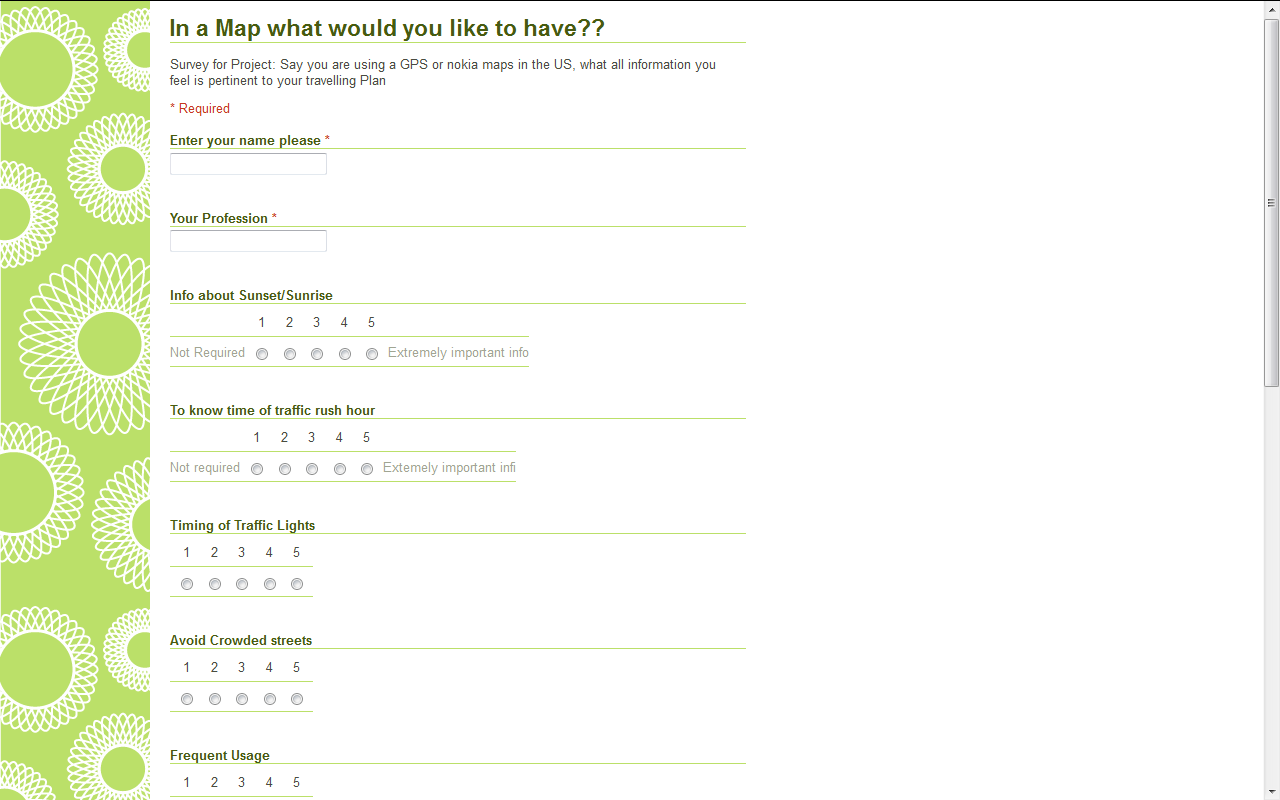 In a Map what would you like to have??
Survey for Project: Say you are using a GPS or nokia maps in the US, what all information you
feel is pertinent to your travelling Plan
* Required
Enter your name please *
Your Profession *
Info about Sunset/Sunrise
1 2 3 4 5
Not Required Extremely important info
To know time of traffic rush hour
1 2 3 4 5
Not required Extemely important infi
Timing of Traffic Lights
1 2 3 4 5
Avoid Crowded streets
1 2 3 4 5
Frequent Usage
1 2 3 4 5